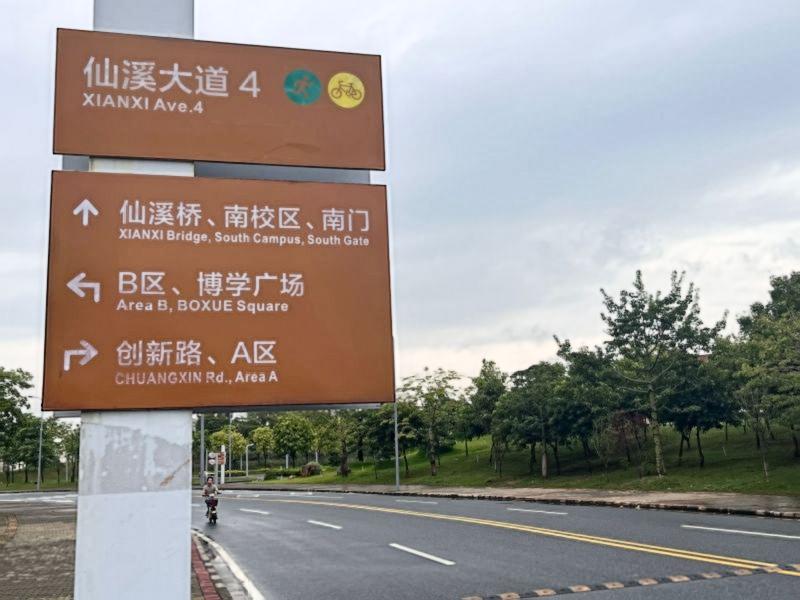 仙溪大道 4
XIANXI Ave.4
仙溪桥、南校区、南门
XIANXI Bridge, South Campus, South Gate
B区、博学广场
Area B, BOXUE Square
创新路、A区
CHUANGXIN Rd., Area A